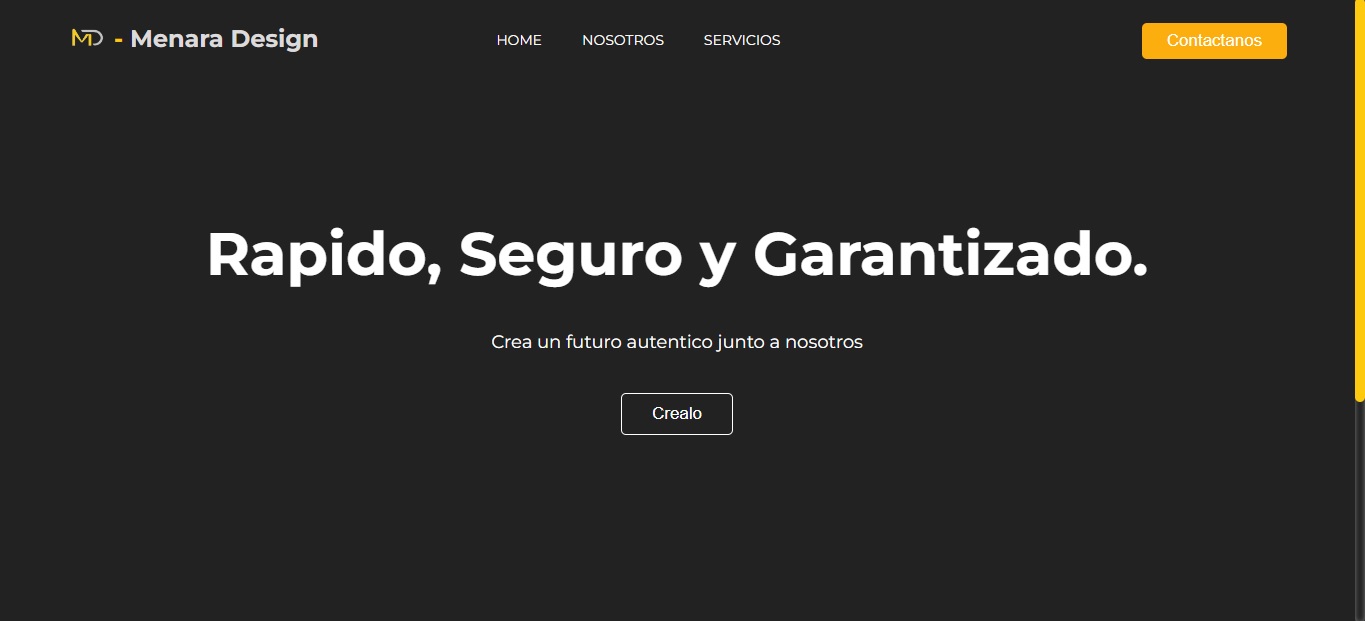 MD - Menara Design
HOME NOSOTROS SERVICIOS
Contactanos
Rapido, Seguro y Garantizado.
Crea un futuro autentico junto a nosotros
Crealo